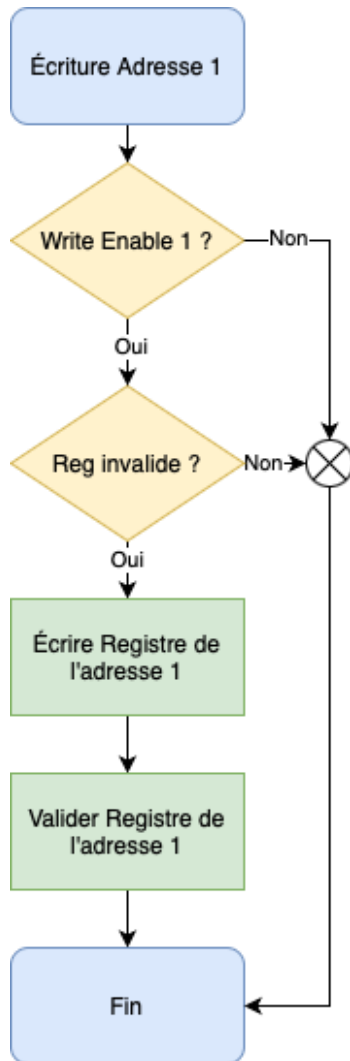 Écriture Adresse 1
Write Enable 1 ?
Non
Oui
Reg invalide ?
Non
Oui
Écrire Registre de
l'adresse 1
Valider Registre de
l'adresse 1
Fin